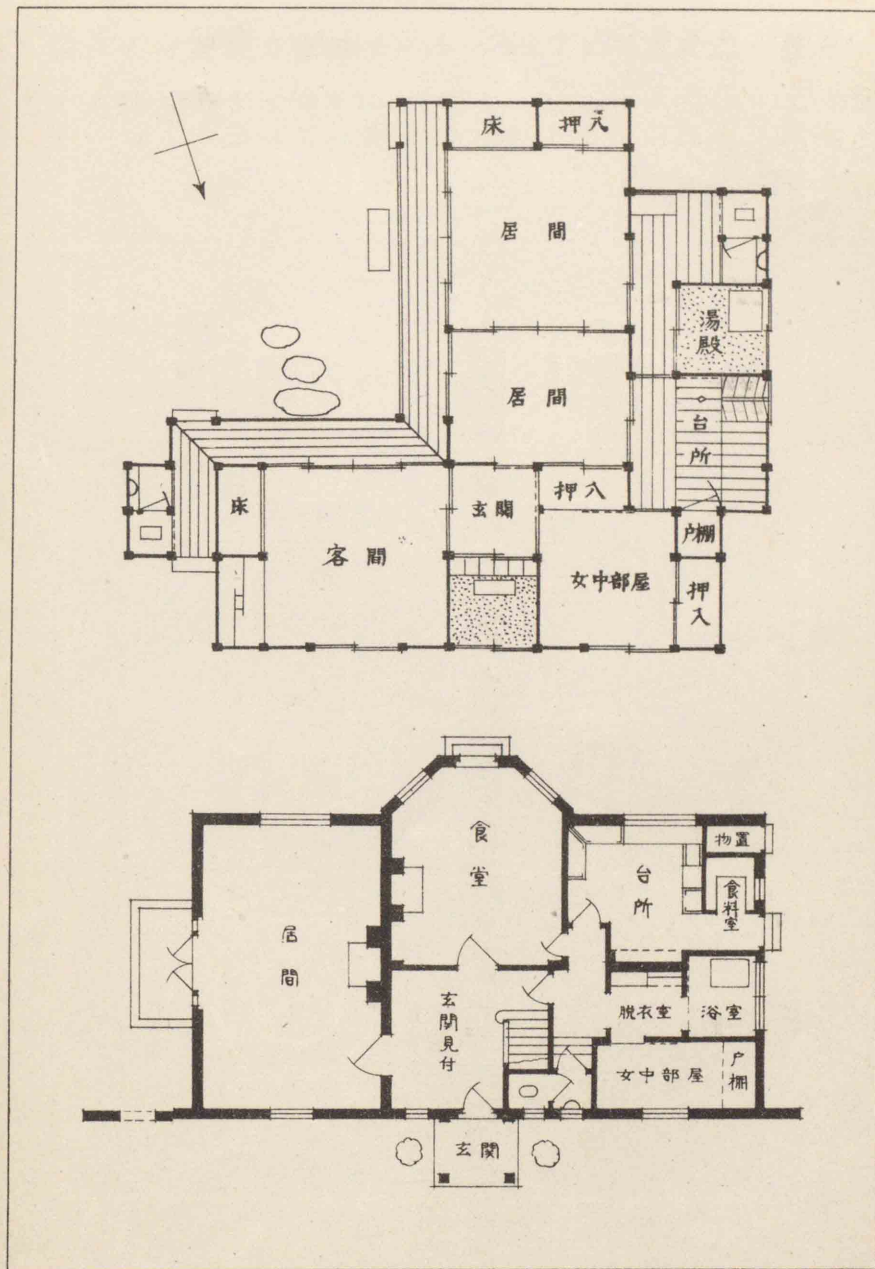 床
押入
居間
湯殿
居間
台所
床
玄関
押入
戸棚
客間
女中部屋
押入
食堂
物置
台所
食料室
居間
玄関見付
脱衣室
浴室
女中部屋
戸棚
玄関